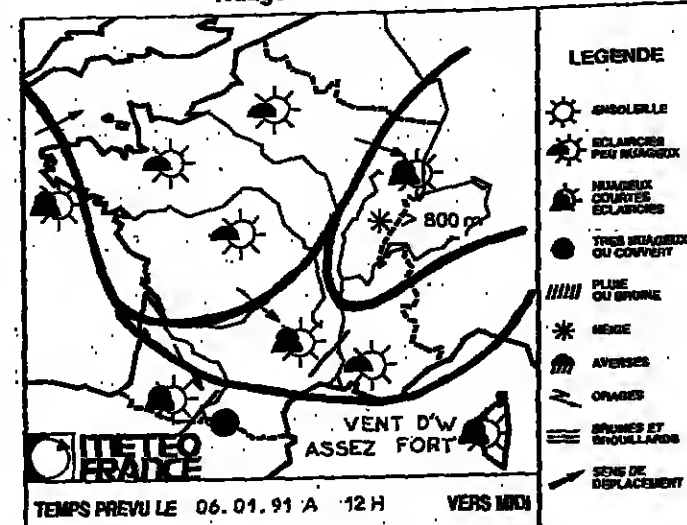 LEGENDE
ENSOLEILLE
ECLAIRCIES
PEU NUAGEUX
NUAGEUX
COURTES
ECLAIRCIES
TRES NUAGEUX
OU COUVERT
PLUIE
OU BRUINE
NEIGE
AVERSES
ORAGES
BRUMES ET
BROUILLARDS
SENS DE
DEPLACEMENT
> 800 m
VENT D'W
ASSEZ FORT
METEO
FRANCE
TEMPS PREVU LE 06.01.91 A 12 H VERS MIDI